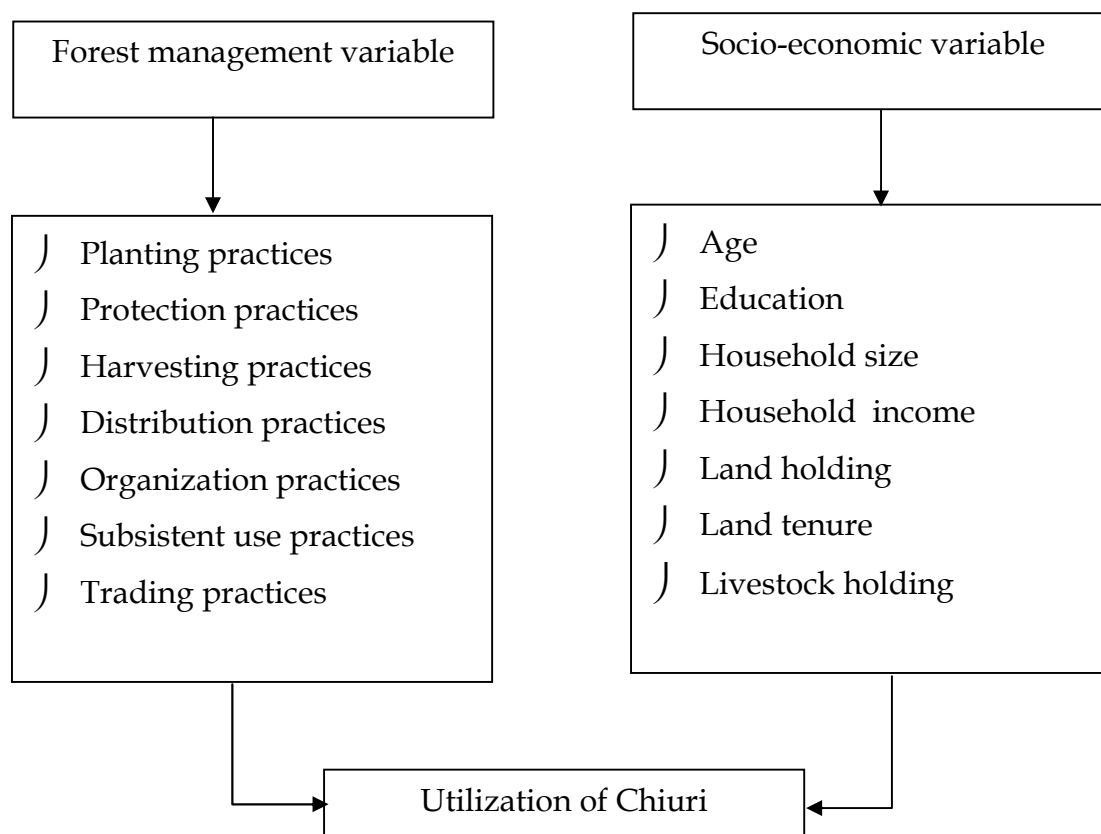 Forest management variable
Socio-economic variable
Planting practices
Protection practices
Harvesting practices
Distribution practices
Organization practices
Subsistent use practices
Trading practices
Age
Education
Household size
Household income
Land holding
Land tenure
Livestock holding
Utilization of Chiuri